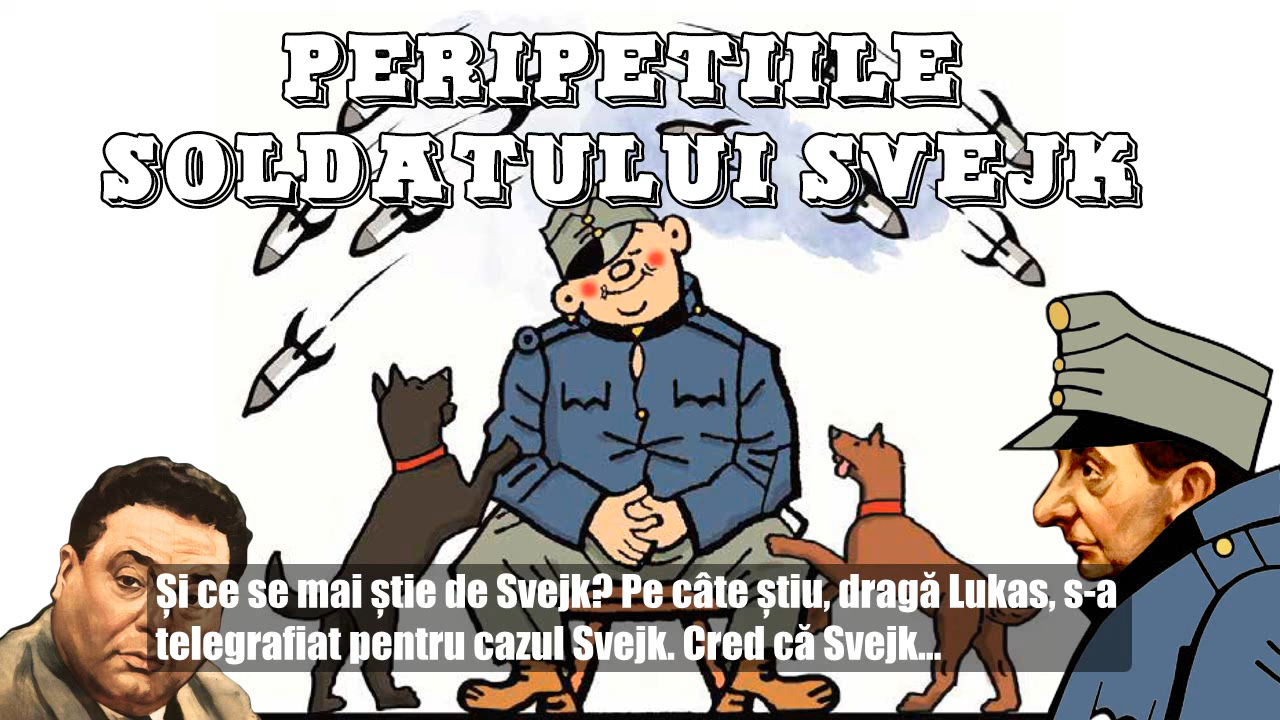 PERIPETIILE
SOLDATULUI SVEJK
Și ce se mai știe de Svejk? Pe câte știu, dragă Lukas, s-a
telegrafiat pentru cazul Svejk. Cred că Svejk...